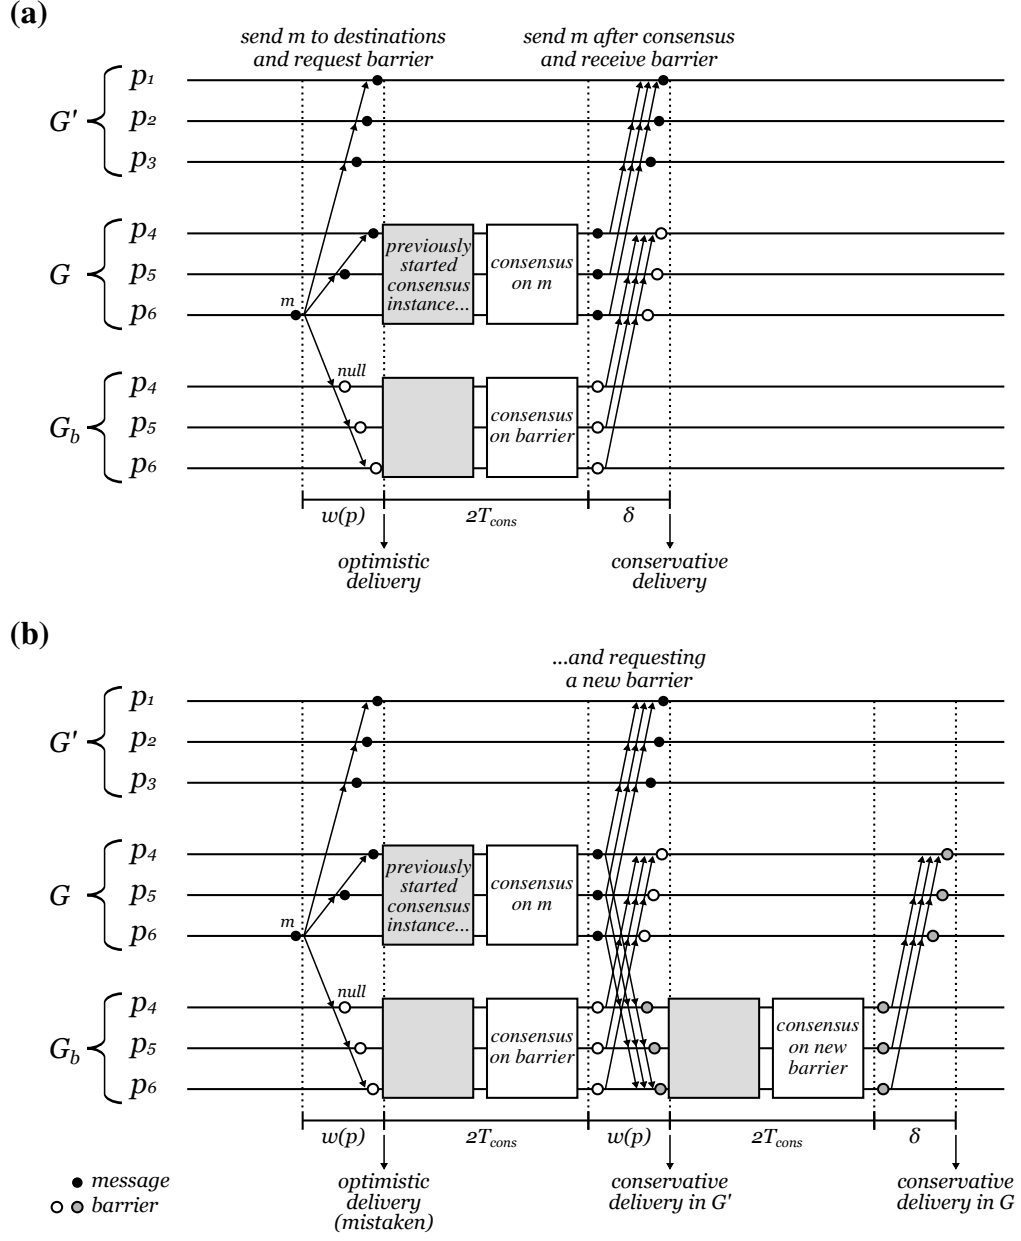 (a)
send m to destinations
and request barrier
send m after consensus
and receive barrier
G'
p1
p2
p3
G
p4
p5
p6
m
previously
started
consensus
instance...
consensus
on m
Gb
p4
p5
p6
null
consensus
on barrier
w(p)
2Tcons
δ
optimistic
delivery
conservative
delivery
(b)
...and requesting
a new barrier
G'
p1
p2
p3
G
p4
p5
p6
m
previously
started
consensus
instance...
consensus
on m
Gb
p4
p5
p6
null
consensus
on barrier
consensus
on new
barrier
w(p)
2Tcons
w(p)
2Tcons
δ
message
barrier
optimistic
delivery
(mistaken)
conservative
delivery in G'
conservative
delivery in G